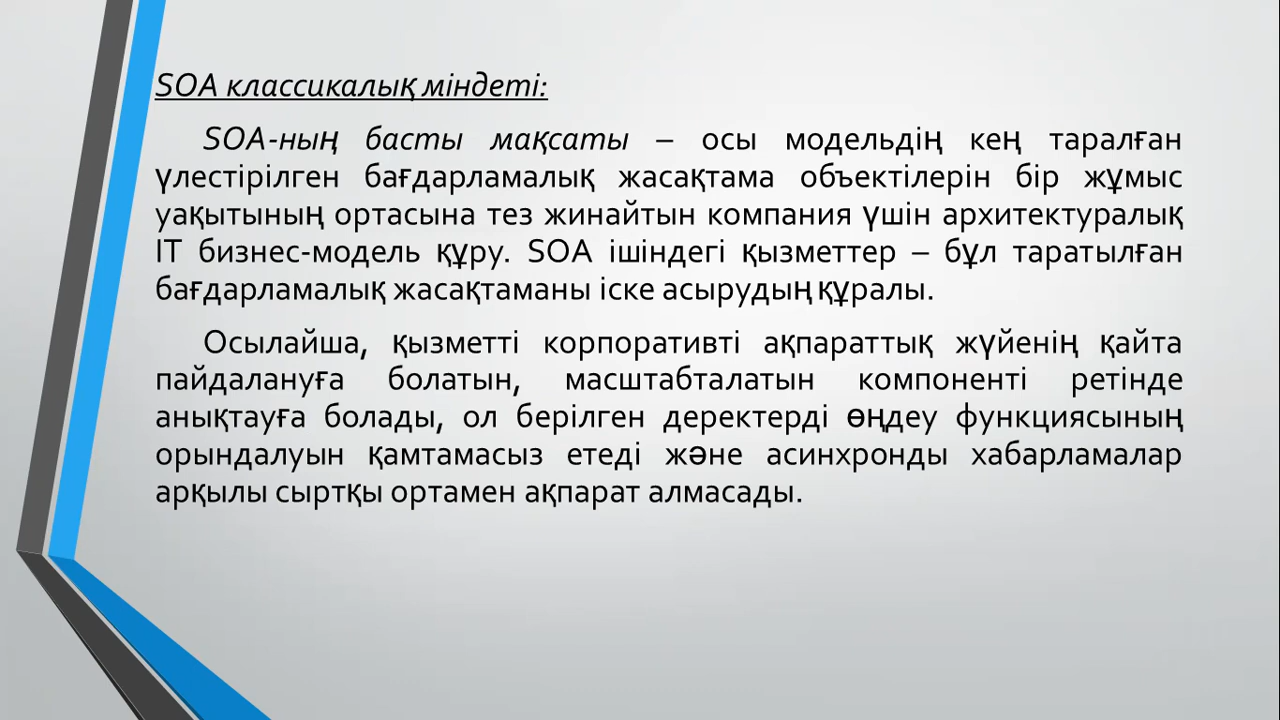 SOA классикалық міндеті:
SOA-ның басты мақсаты – осы модельдің кең таралған
үлестірілген бағдарламалық жасақтама объектілерін бір жұмыс
уақытының ортасына тез жинайтын компания үшін архитектуралық
IT бизнес-модель құру. SOA ішіндегі қызметтер – бұл таратылған
бағдарламалық жасақтаманы іске асырудың құралы.
Осылайша, қызметті корпоративті ақпараттық жүйенің қайта
пайдалануға болатын, масштабталатын компоненті ретінде
анықтауға болады, ол берілген деректерді өңдеу функциясының
орындалуын қамтамасыз етеді және асинхронды хабарламалар
арқылы сыртқы ортамен ақпарат алмасады.